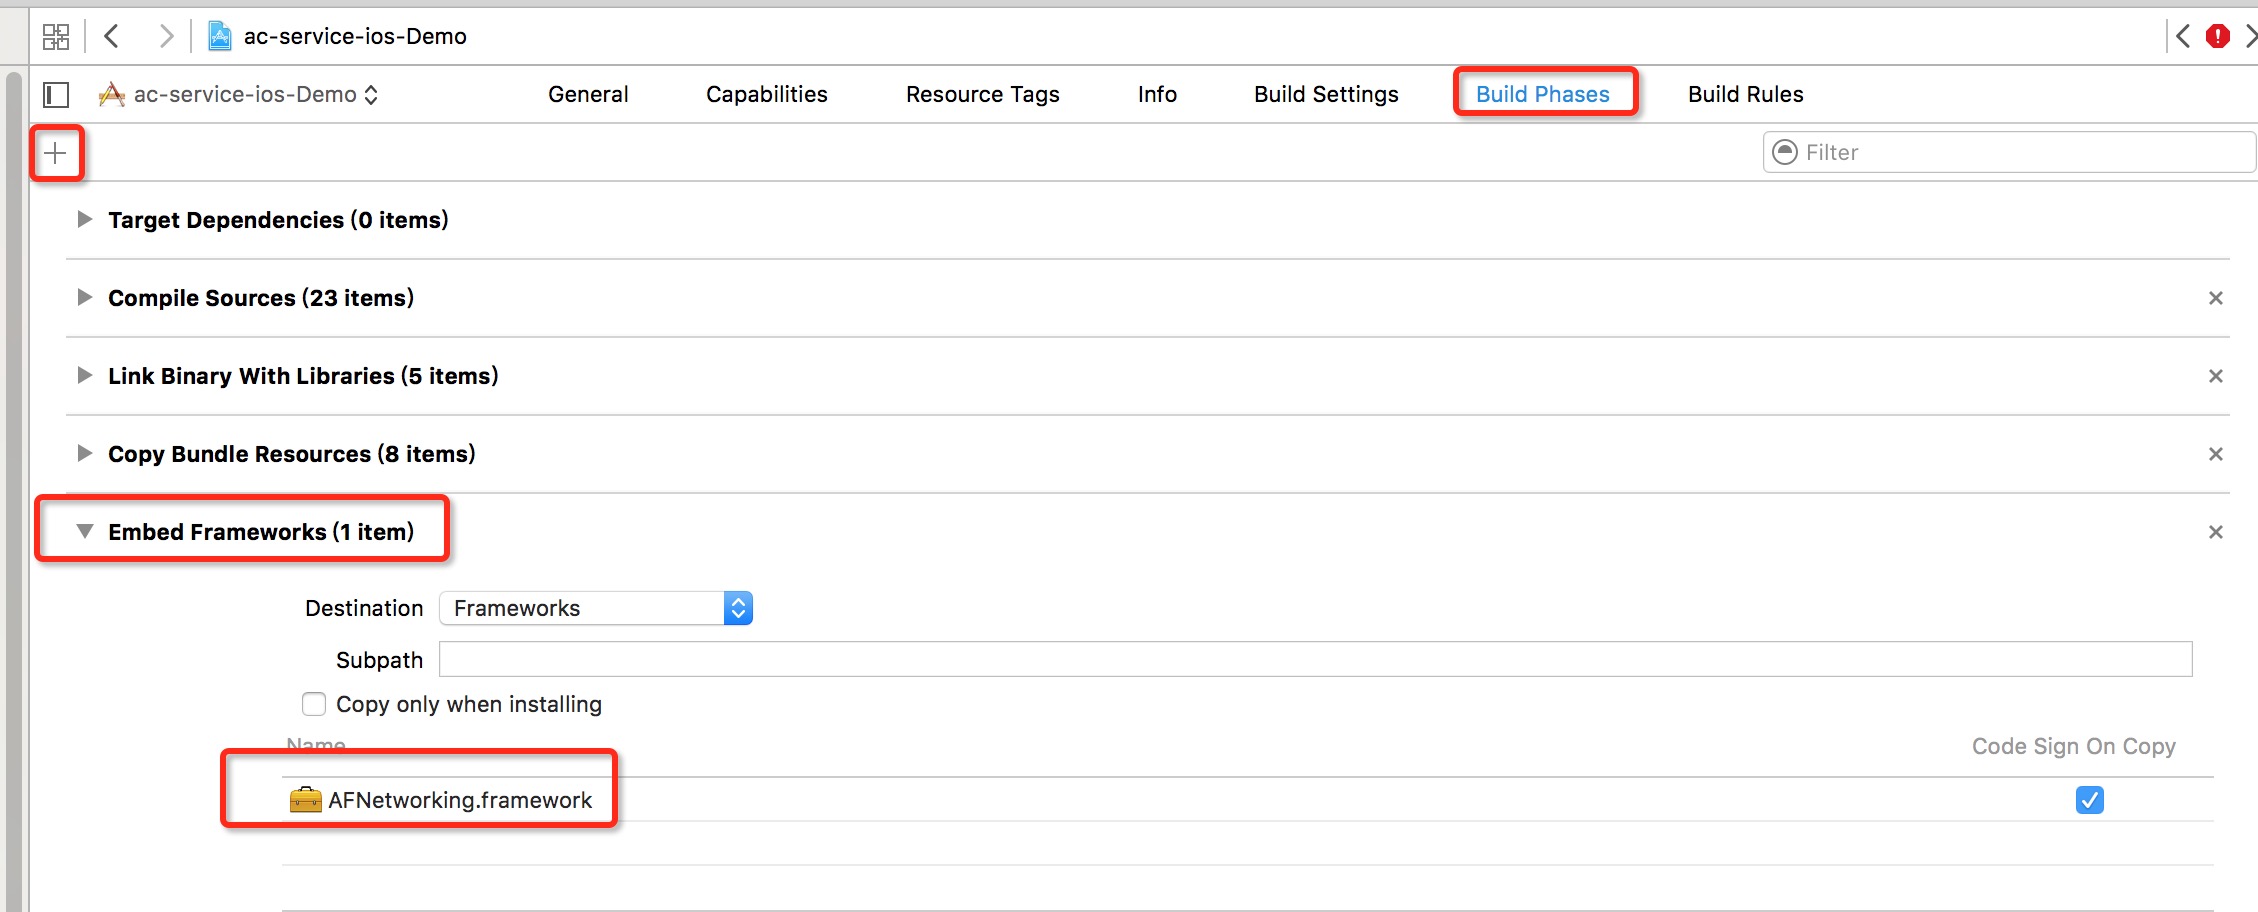 ac-service-ios-Demo
ac-service-ios-Demo General Capabilities Resource Tags Info Build Settings Build Phases Build Rules
Filter
Target Dependencies (0 items)
Compile Sources (23 items)
Link Binary With Libraries (5 items)
Copy Bundle Resources (8 items)
Embed Frameworks (1 item)
Destination Frameworks
Subpath
Copy only when installing
Name Code Sign On Copy
AFNetworking.framework